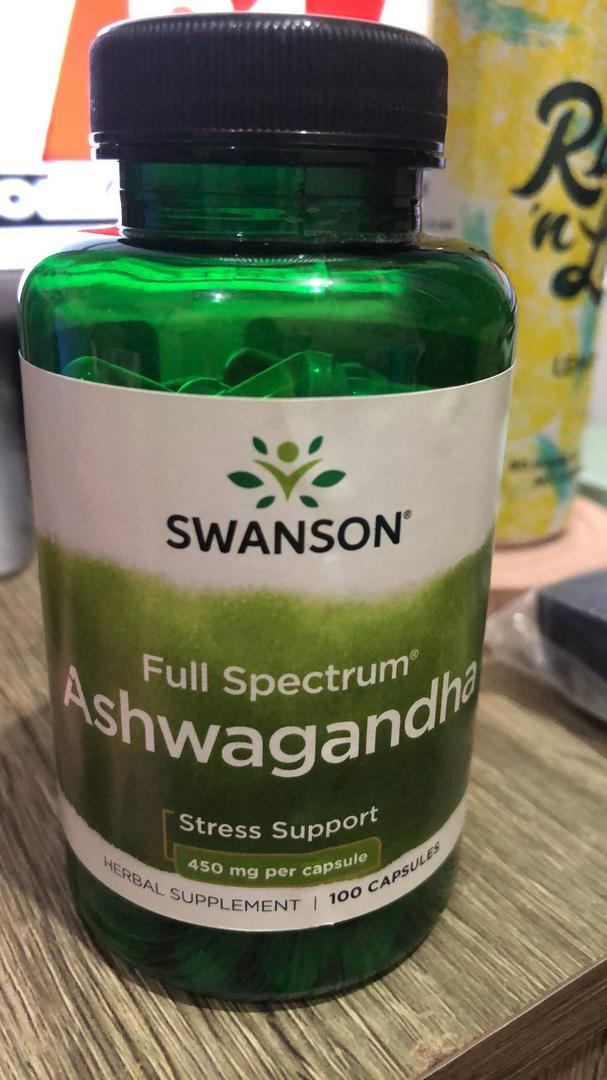 SWANSON®
Full Spectrum®
Ashwagandha
Stress Support
450 mg per capsule
HERBAL SUPPLEMENT | 100 CAPSULES
'n